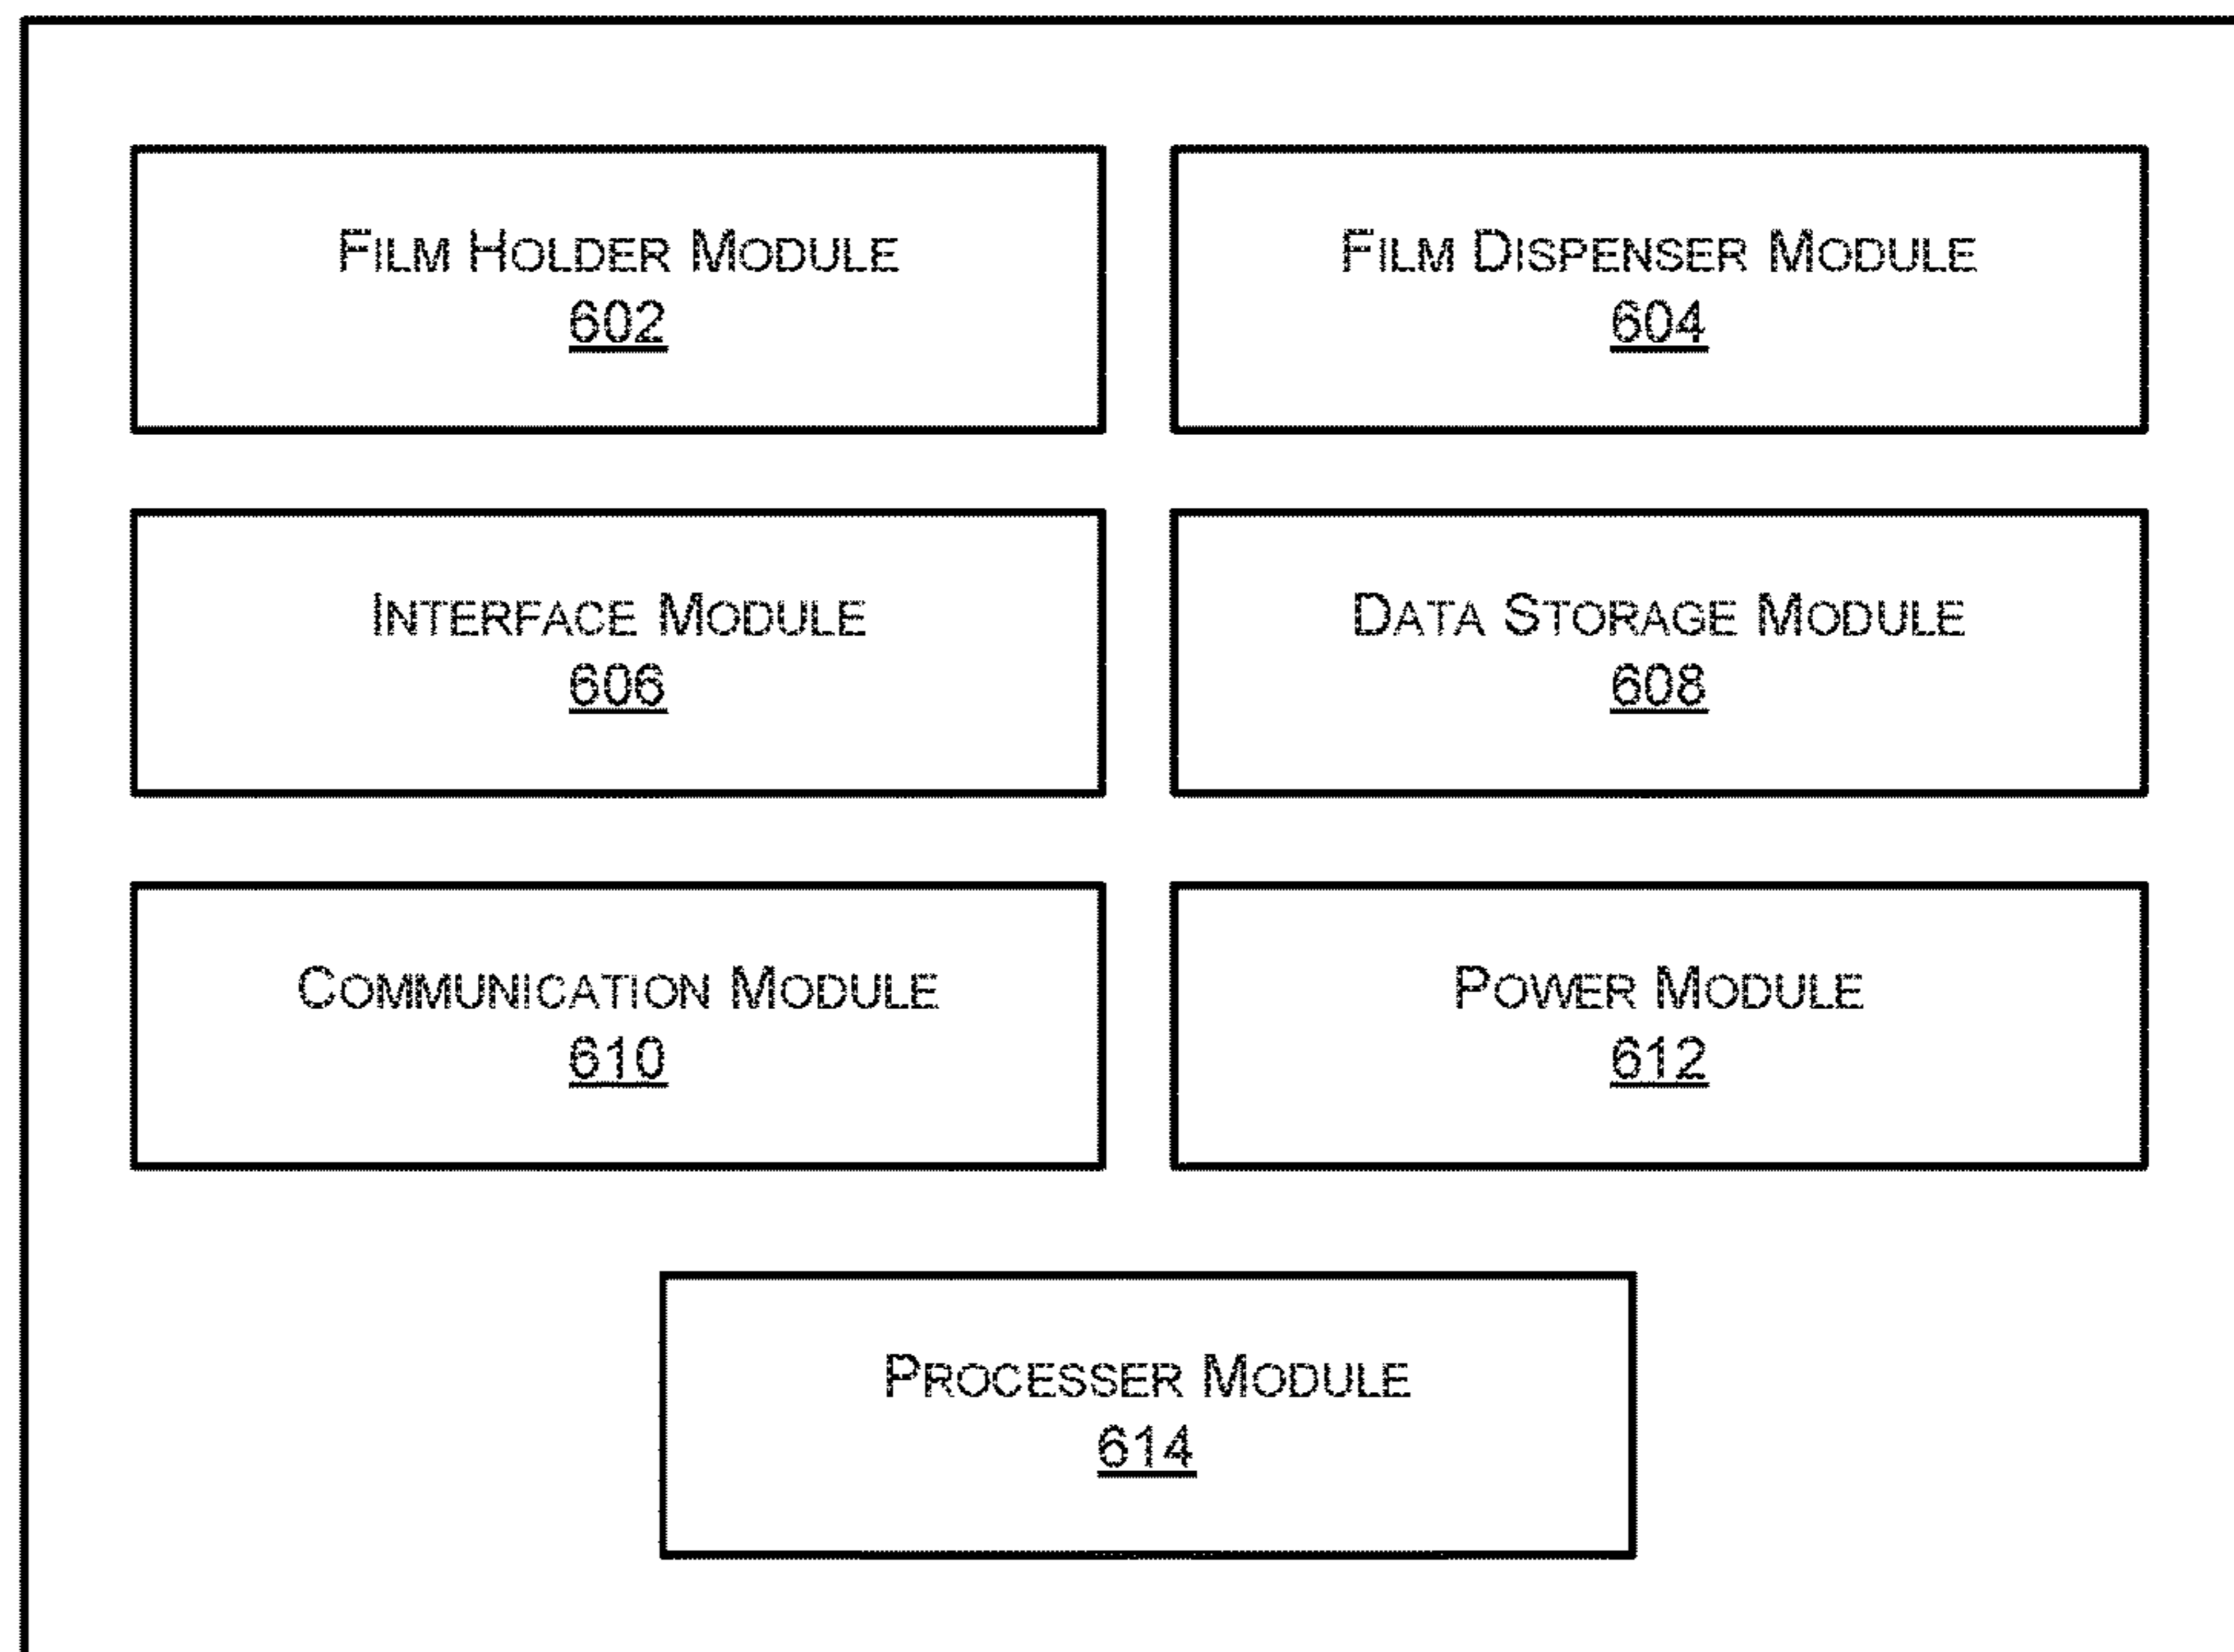 FILM HOLDER MODULE
602
FILM DISPENSER MODULE
604
INTERFACE MODULE
606
DATA STORAGE MODULE
608
COMMUNICATION MODULE
610
POWER MODULE
612
PROCESSER MODULE
614